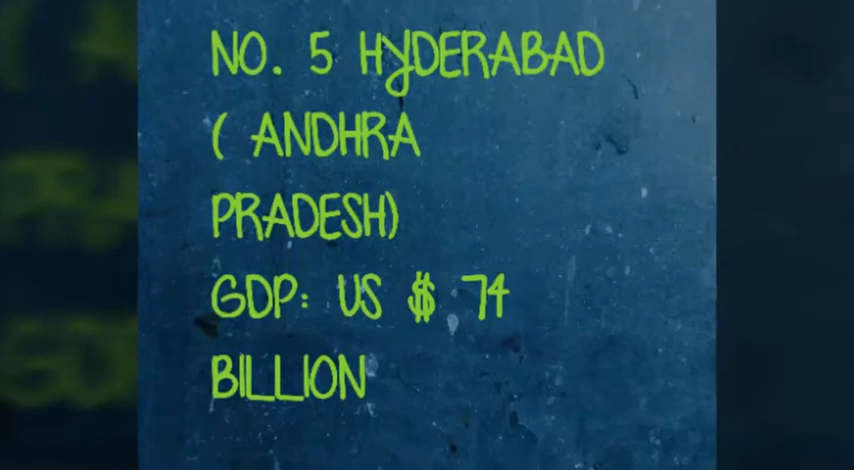 NO. 5 HYDERABAD
( ANDHRA
PRADESH)
GDP: US $ 74
BILLION